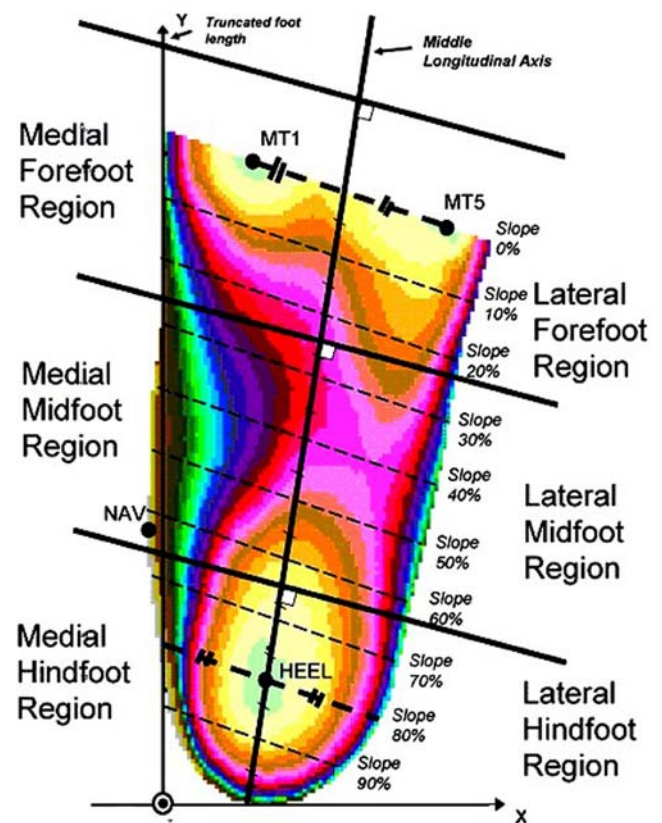 Y
Truncated foot
length
Middle
Longitudinal Axis
Medial
Forefoot
Region
MT1
MT5
Slope
0%
Slope
10%
Lateral
Forefoot
Region
Slope
20%
Medial
Midfoot
Region
Slope
30%
Slope
40%
Lateral
Midfoot
Region
NAV
Slope
50%
Slope
60%
Medial
Hindfoot
Region
HEEL
Slope
70%
Lateral
Hindfoot
Region
Slope
80%
Slope
90%
X